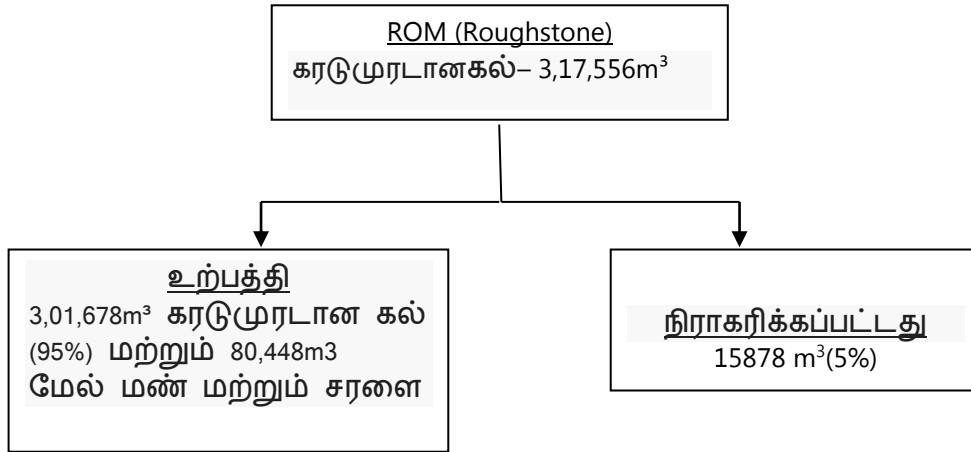 ROM (Roughstone)
கரடுமுரடானகல்– 3,17,556m³
உற்பத்தி
3,01,678m³ கரடுமுரடான கல்
(95%) மற்றும் 80,448m3
மேல் மண் மற்றும் சரளை
நிராகரிக்கப்பட்டது
15878 m³(5%)